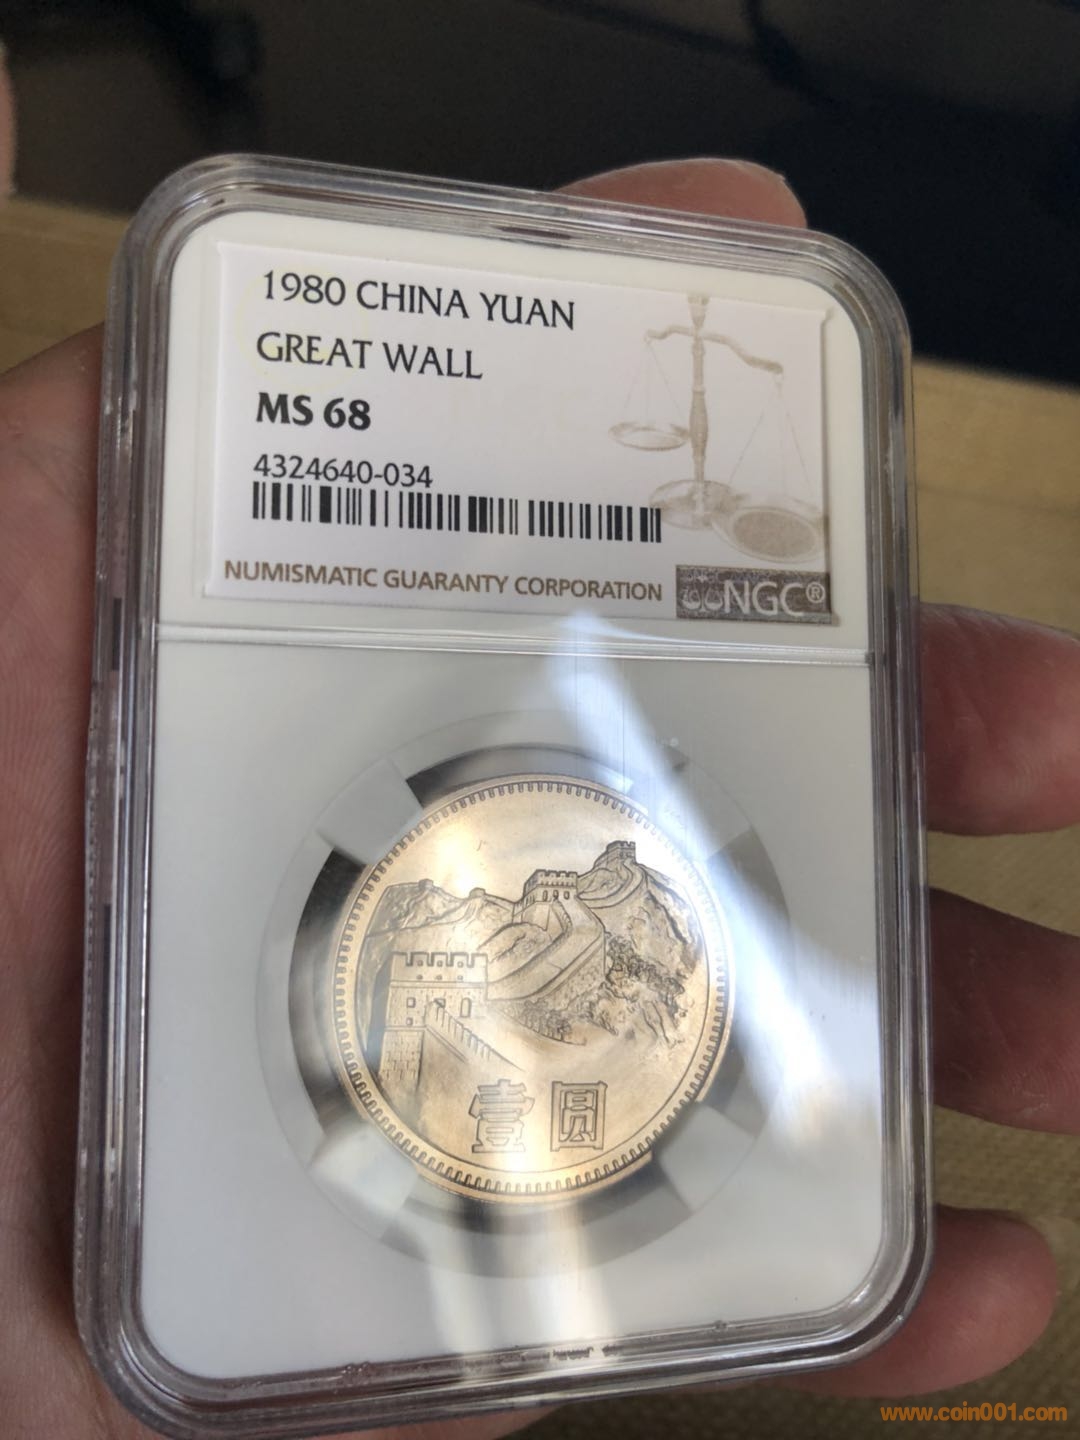 1980 CHINA YUAN
GREAT WALL
MS 68
4324640-034
NUMISMATIC GUARANTY CORPORATION
NGC®
壹圆
www.coin001.com